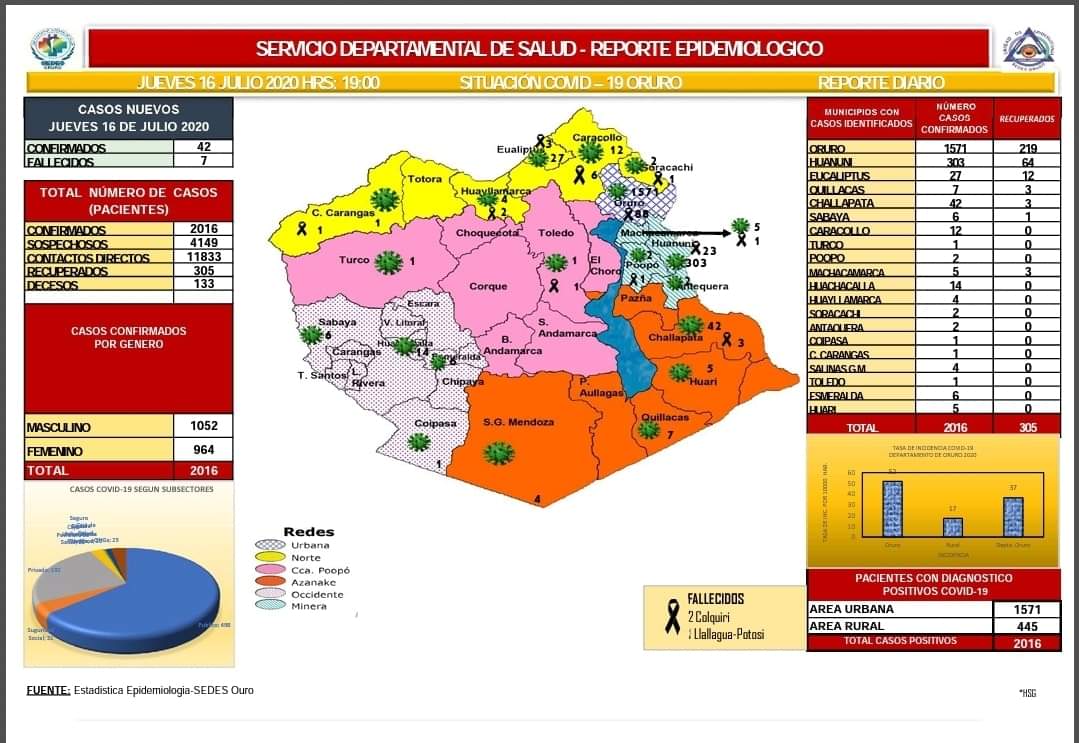 SERVICIO DEPARTAMENTAL DE SALUD - REPORTE EPIDEMIOLOGICO
JUEVES 16 JULIO 2020 HRS: 19:00 SITUACIÓN COVID – 19 ORURO REPORTE DIARIO
CASOS NUEVOS
JUEVES 16 DE JULIO 2020
CONFIRMADOS 42
FALLECIDOS 7
TOTAL NÚMERO DE CASOS
(PACIENTES)
CONFIRMADOS 2016
SOSPECHOSOS 4149
CONTACTOS DIRECTOS 11833
RECUPERADOS 305
DECESOS 133
CASOS CONFIRMADOS
POR GENERO
MASCULINO 1052
FEMENINO 964
TOTAL 2016
CASOS COVID-19 SEGUN SUBSECTORES
Seguro
Privado:
Social:
Caracollo
12
3
27
6
2
Soracachi
1
Totora
Huayllamarca
4
2
C. Carangas
1
1
1571
Oruro
88
5
1
Choquecota
Toledo
1
1
Huanuni
23
303
2
Poopó
1
2
Antequera
El
Choro
Turco
1
Corque
Pazña
Escara
Sabaya
6
V. Litoral
14
Esmeralda
6
Carangas
T. Santos
L.
Rivera
Chipaya
S.
Andamarca
B.
Andamarca
Challapata
42
3
5
Huari
P.
Aullagas
Quillacas
7
Coipasa
1
S.G. Mendoza
4
Redes
Urbana
Norte
Cca. Poopó
Azanake
Occidente
Minera
FALLECIDOS
2 Colquiri
1 Llallagua-Potosi
MUNICIPIOS CON
CASOS IDENTIFICADOS
NÚMERO
CASOS
CONFIRMADOS
RECUPERADOS
ORURO 1571 219
HUANUNI 303 64
EUCALIPTUS 27 12
QUILLACAS 7 3
CHALLAPATA 42 3
SABAYA 6 1
CARACOLLO 12 0
TURCO 1 0
POOPO 2 0
MACHACAMARCA 5 3
HUACHACALLA 14 0
HUAYLLAMARCA 4 0
SORACACHI 2 0
ANTAQUERA 2 0
COIPASA 1 0
C. CARANGAS 1 0
SALINAS G.M 4 0
TOLEDO 1 0
ESMERALDA 6 0
HUARI 5 0
TOTAL 2016 305
TASA DE INCIDENCIA COVID-19
DEPARTAMENTO DE ORURO 2020
TASA DE INC. POR 10000 HAB.
60
50
40
30
20
10
0
52
17
37
Oruro Rural Depto. Oruro
INCIDENCIA
PACIENTES CON DIAGNOSTICO
POSITIVOS COVID-19
AREA URBANA 1571
AREA RURAL 445
TOTAL CASOS POSITIVOS 2016
FUENTE: Estadistica Epidemiologia-SEDES Ouro
*HSG